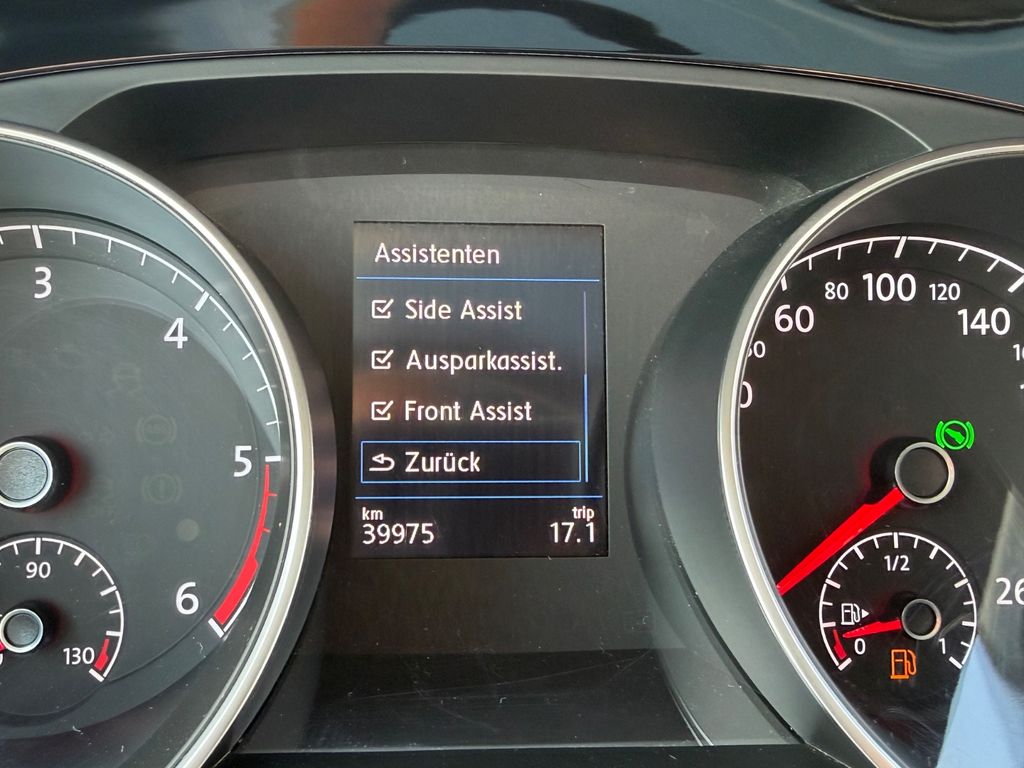 Assistenten
Side Assist
Ausparkassist.
Front Assist
Zurück
km
trip
39975
17.1
3
4
5
6
90
130
60
80
100
120
140
1/2
0
1